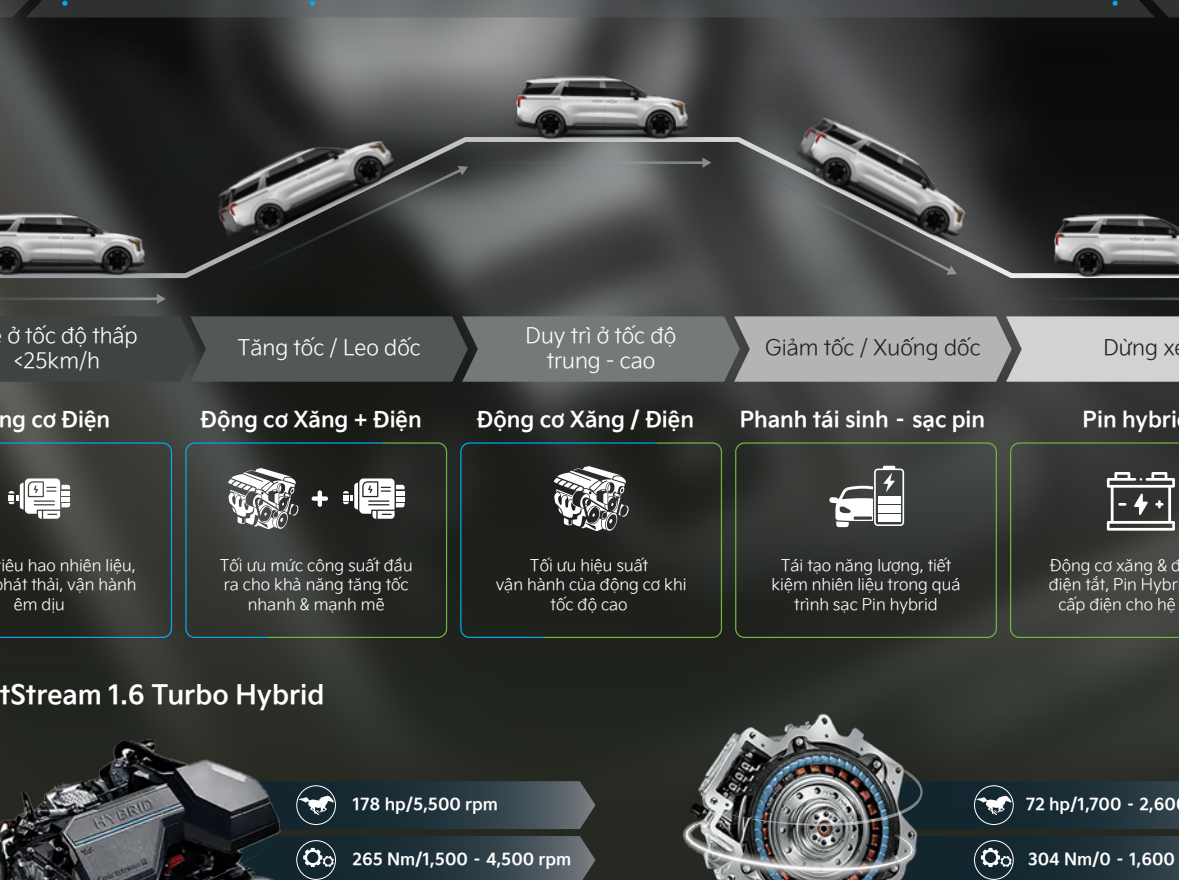 ở tốc độ thấp
<25km/h
Tăng tốc / Leo dốc
Duy trì ở tốc độ
trung - cao
Giảm tốc / Xuống dốc
Dừng xe
cơ Điện
Động cơ Xăng + Điện
Động cơ Xăng / Điện
Phanh tái sinh - sạc pin
Pin hybrid
hao nhiên liệu,
phát thải, vận hành
êm dịu
Tối ưu mức công suất đầu
ra cho khả năng tăng tốc
nhanh & mạnh mẽ
Tối ưu hiệu suất
vận hành của động cơ khi
tốc độ cao
Tái tạo năng lượng, tiết
kiệm nhiên liệu trong quá
trình sạc Pin hybrid
Động cơ xăng &
điện tắt, Pin
cấp điện cho hệ
tStream 1.6 Turbo Hybrid
HYBRID
178 hp/5,500 rpm
265 Nm/1,500 - 4,500 rpm
72 hp/1,700 - 2,600
304 Nm/0 - 1,600